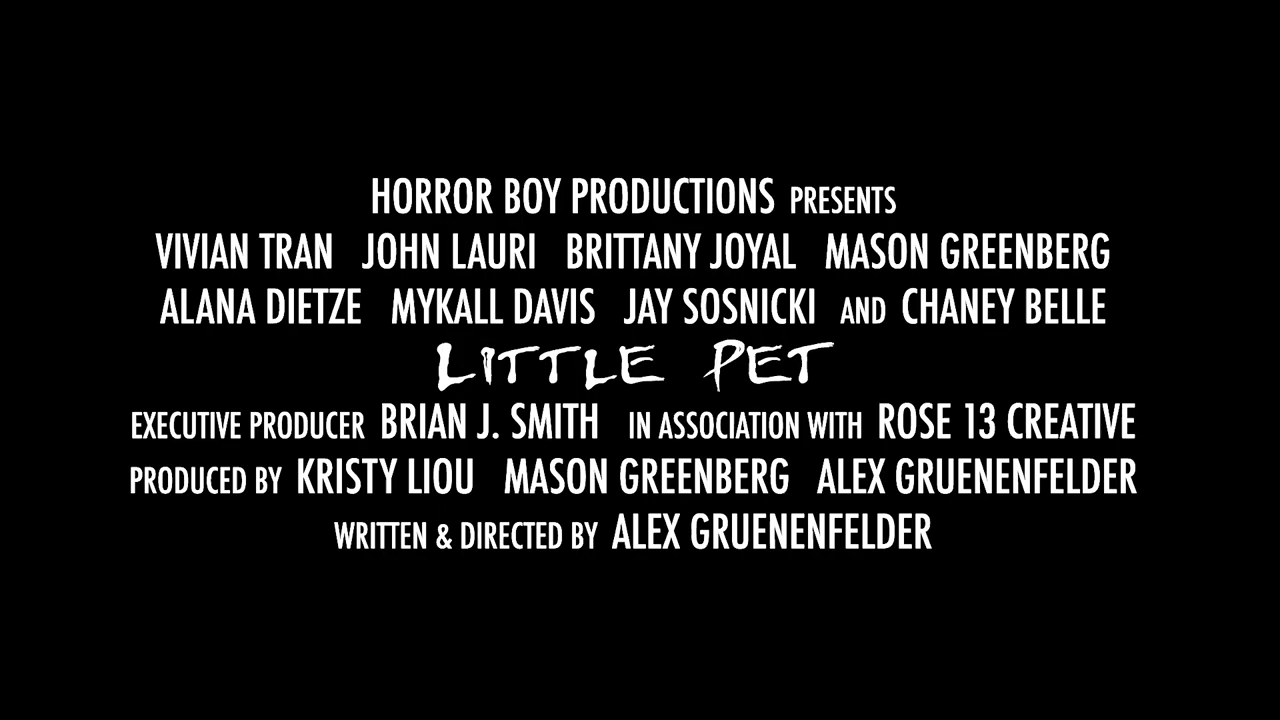 HORROR BOY PRODUCTIONS PRESENTS
VIVIAN TRAN JOHN LAURI BRITTANY JOYAL MASON GREENBERG
ALANA DIETZE MYKALL DAVIS JAY SOSNICKI AND CHANEY BELLE
LITTLE PET
EXECUTIVE PRODUCER BRIAN J. SMITH IN ASSOCIATION WITH ROSE 13 CREATIVE
PRODUCED BY KRISTY LIOU MASON GREENBERG ALEX GRUENENFELDER
WRITTEN & DIRECTED BY ALEX GRUENENFELDER